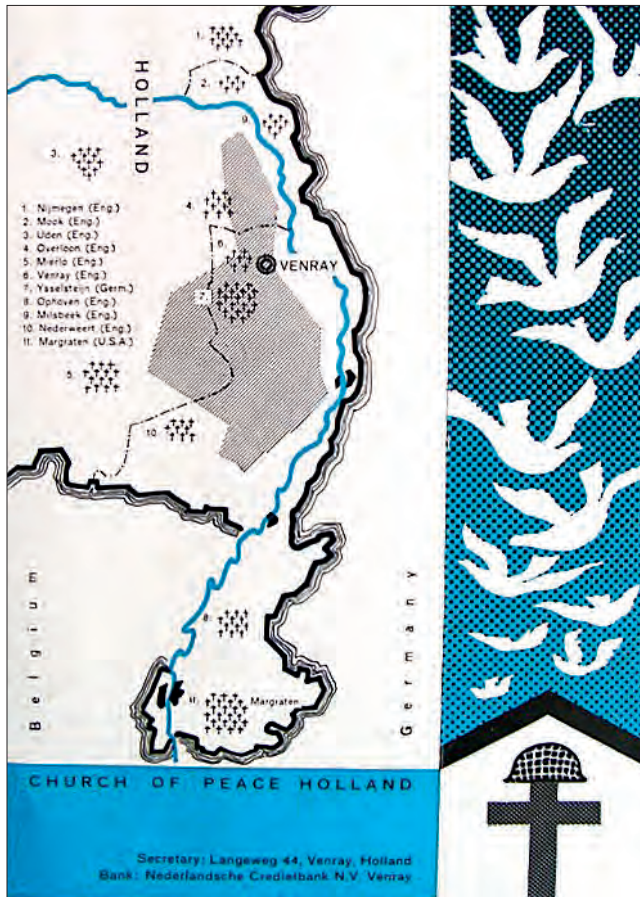 1.
HOLLAND
2.
9.
3.
1. Nijmegen (Eng.)
2. Mook (Eng.)
3. Uden (Eng.)
4. Overloon (Eng.)
5. Mierlo (Eng.)
6. Venray (Eng.)
7. Ysselsteijn (Germ.)
8. Ophoven (Eng.)
9. Milsbeek (Eng.)
10. Nederweert (Eng.)
11. Margraten (U.S.A.)
4.
6.
VENRAY
7.
5.
10.
Belgium
Germany
8.
11.
Margraten
CHURCH OF PEACE HOLLAND
Secretary: Langeweg 44, Venray, Holland
Bank: Nederlandsche Credietbank N.V. Venray